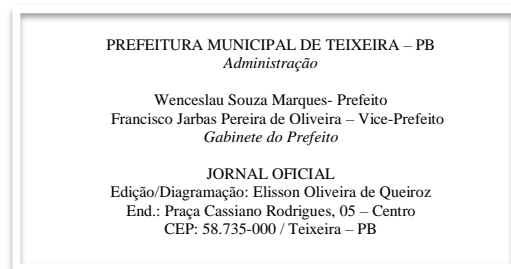 PREFEITURA MUNICIPAL DE TEIXEIRA – PB
Administração
Wenceslau Souza Marques- Prefeito
Francisco Jarbas Pereira de Oliveira – Vice-Prefeito
Gabinete do Prefeito
JORNAL OFICIAL
Edição/Diagramação: Elisson Oliveira de Queiroz
End.: Praça Cassiano Rodrigues, 05 – Centro
CEP: 58.735-000 / Teixeira – PB